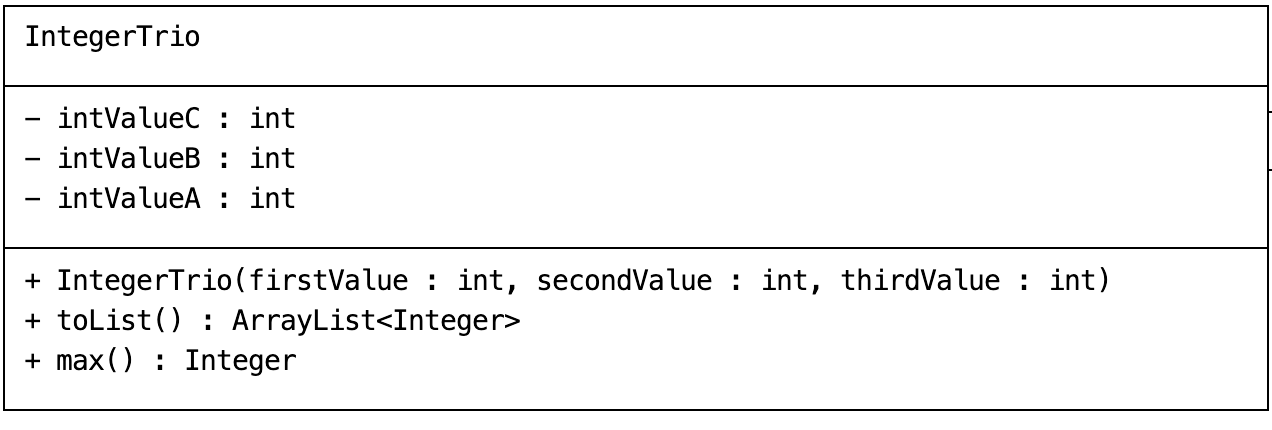 IntegerTrio
- intValueC : int
- intValueB : int
- intValueA : int
+ IntegerTrio(firstValue : int, secondValue : int, thirdValue : int)
+ toList() : ArrayList<Integer>
+ max() : Integer